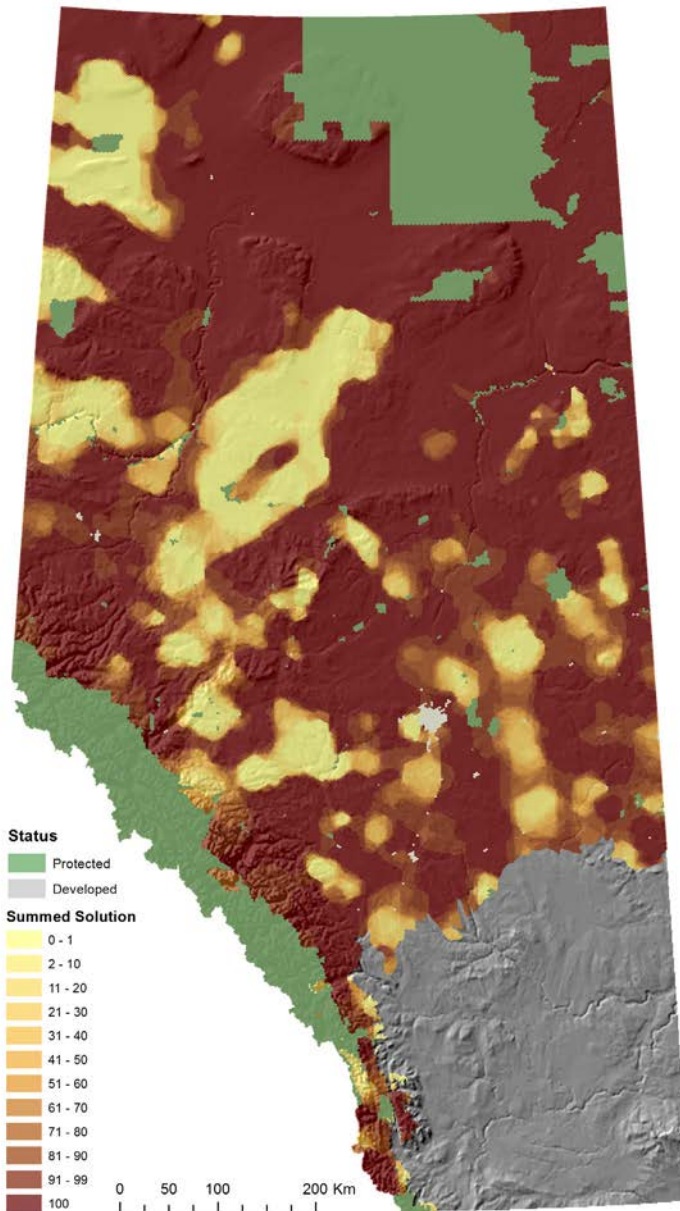 Status
Protected
Developed
Summed Solution
0 - 1
2 - 10
11 - 20
21 - 30
31 - 40
41 - 50
51 - 60
61 - 70
71 - 80
81 - 90
91 - 99
100
0 50 100 200 Km